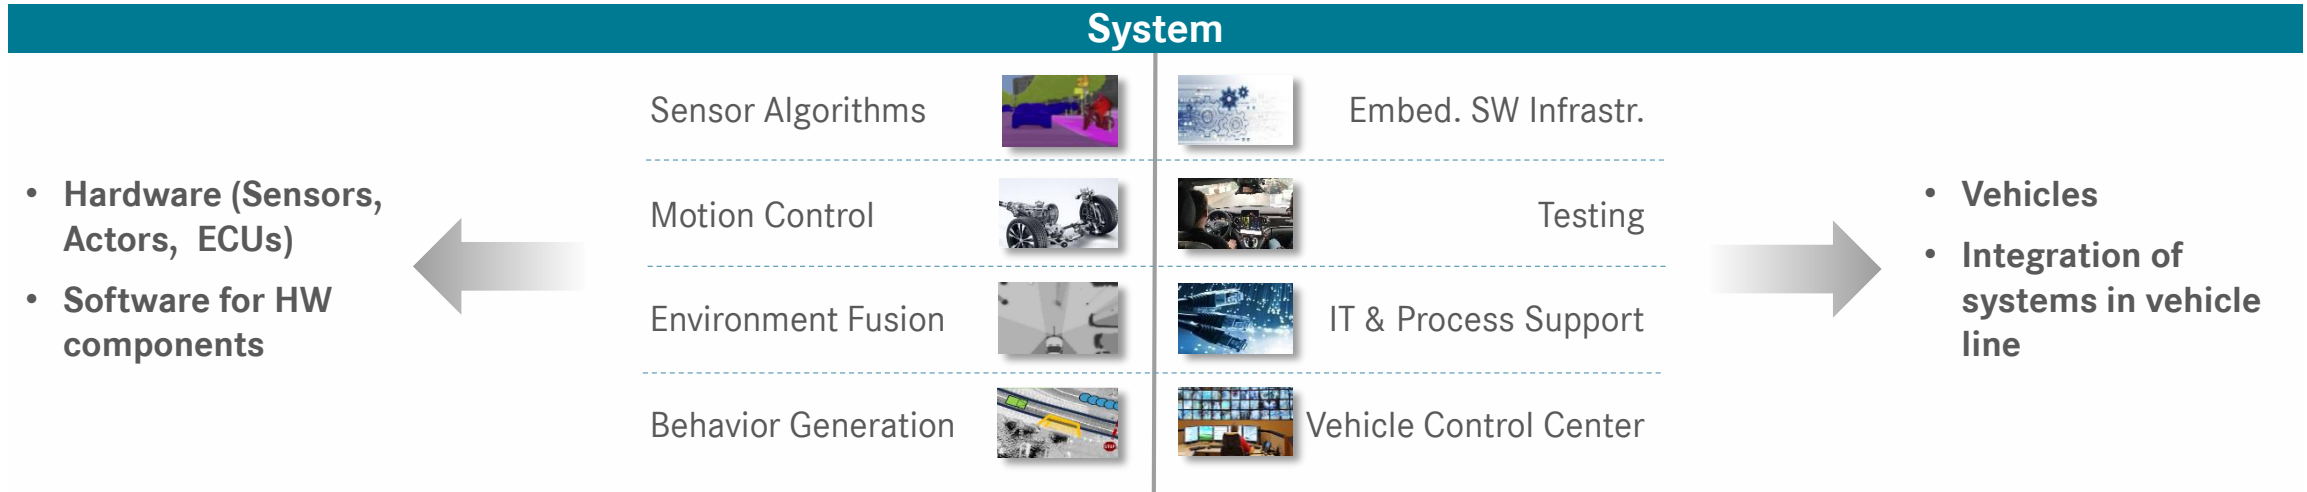 System
• Hardware (Sensors,
Actors, ECUs)
• Software for HW
components
Sensor Algorithms
Motion Control
Environment Fusion
Behavior Generation
Embed. SW Infrastr.
Testing
IT & Process Support
Vehicle Control Center
• Vehicles
• Integration of
systems in vehicle
line